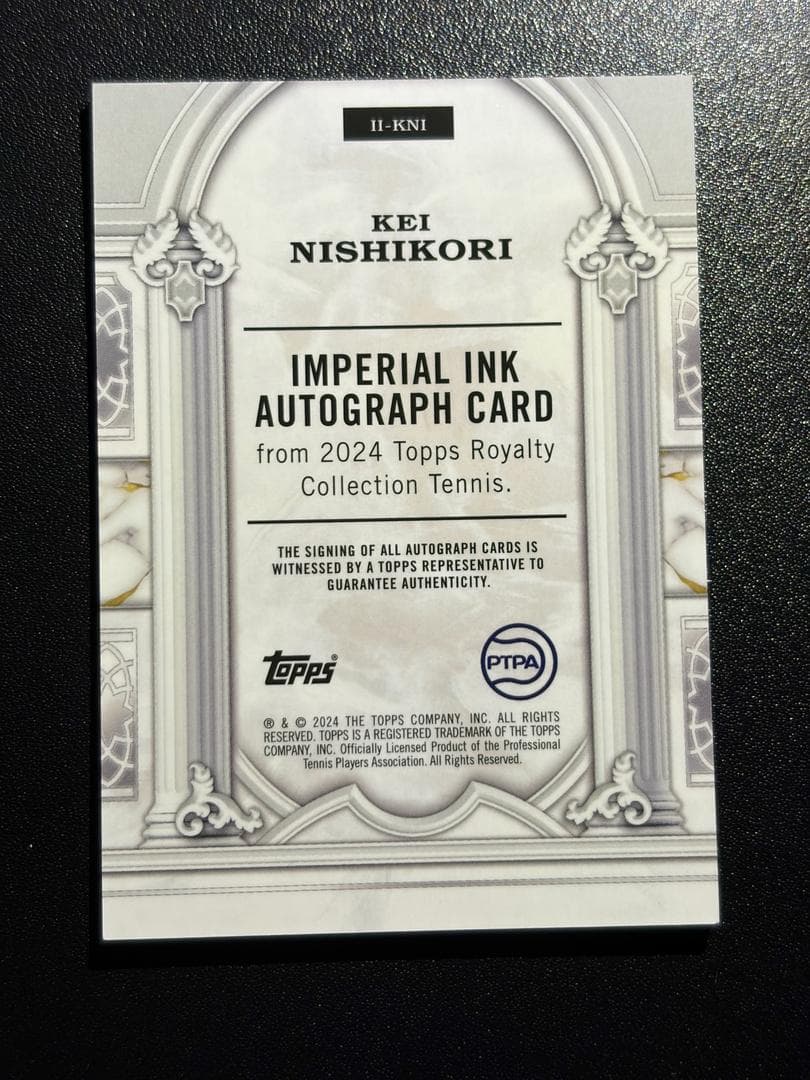 II-KNI
KEI
NISHIKORI
IMPERIAL INK
AUTOGRAPH CARD
from 2024 Topps Royalty
Collection Tennis.
THE SIGNING OF ALL AUTOGRAPH CARDS IS
WITNESSED BY A TOPPS REPRESENTATIVE TO
GUARANTEE AUTHENTICITY.
topps®
PTPA
® & © 2024 THE TOPPS COMPANY, INC. ALL RIGHTS
RESERVED. TOPPS IS A REGISTERED TRADEMARK OF THE TOPPS
COMPANY, INC. Officially Licensed Product of the Professional
Tennis Players Association. All Rights Reserved.